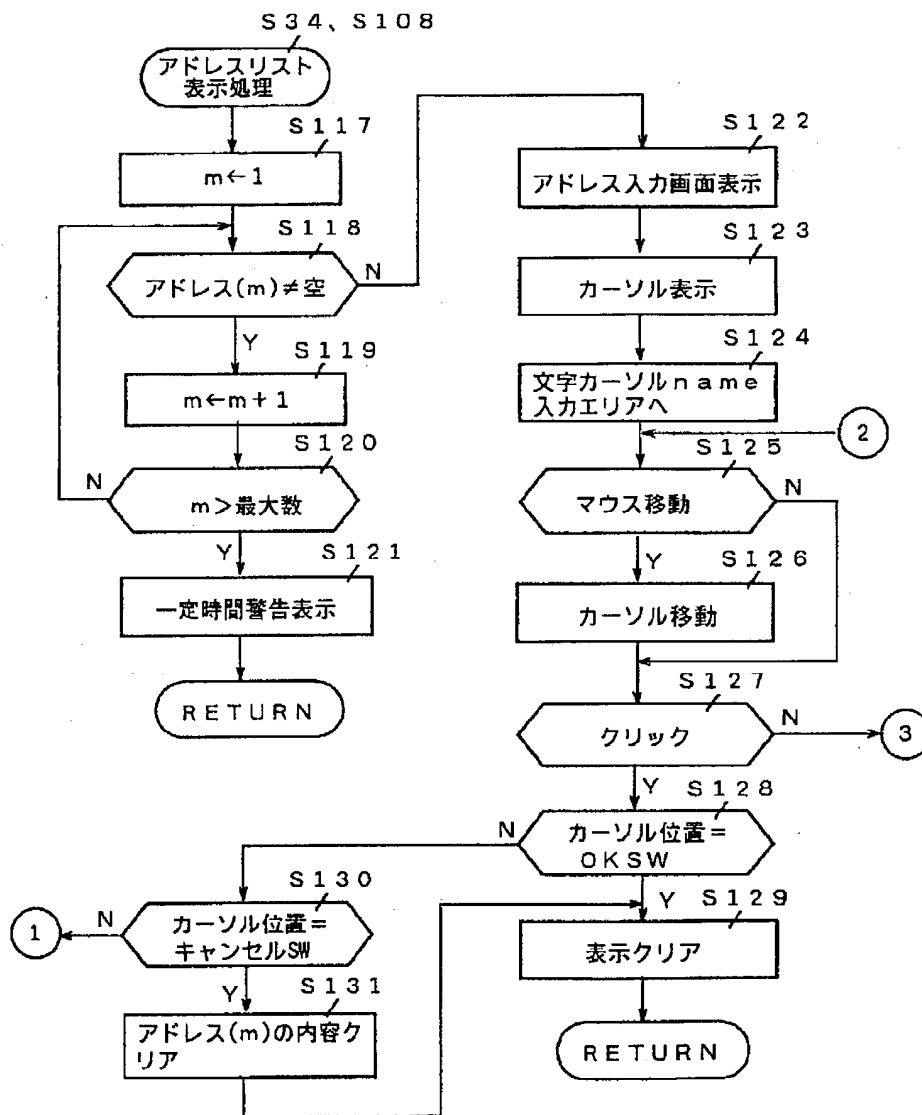 S34、S108
アドレスリスト
表示処理
S117
m←1
S118
アドレス(m)≠空
N
Y
S119
m←m+1
S120
N
m＞最大数
Y
S121
一定時間警告表示
RETURN
S122
アドレス入力画面表示
S123
カーソル表示
S124
文字カーソルname
入力エリアへ
2
S125
マウス移動
N
Y
S126
カーソル移動
S127
クリック
N
3
Y
S128
N
カーソル位置＝
OKSW
Y
S129
表示クリア
RETURN
S130
1
N
カーソル位置＝
キャンセルSW
Y
S131
アドレス(m)の内容ク
リア